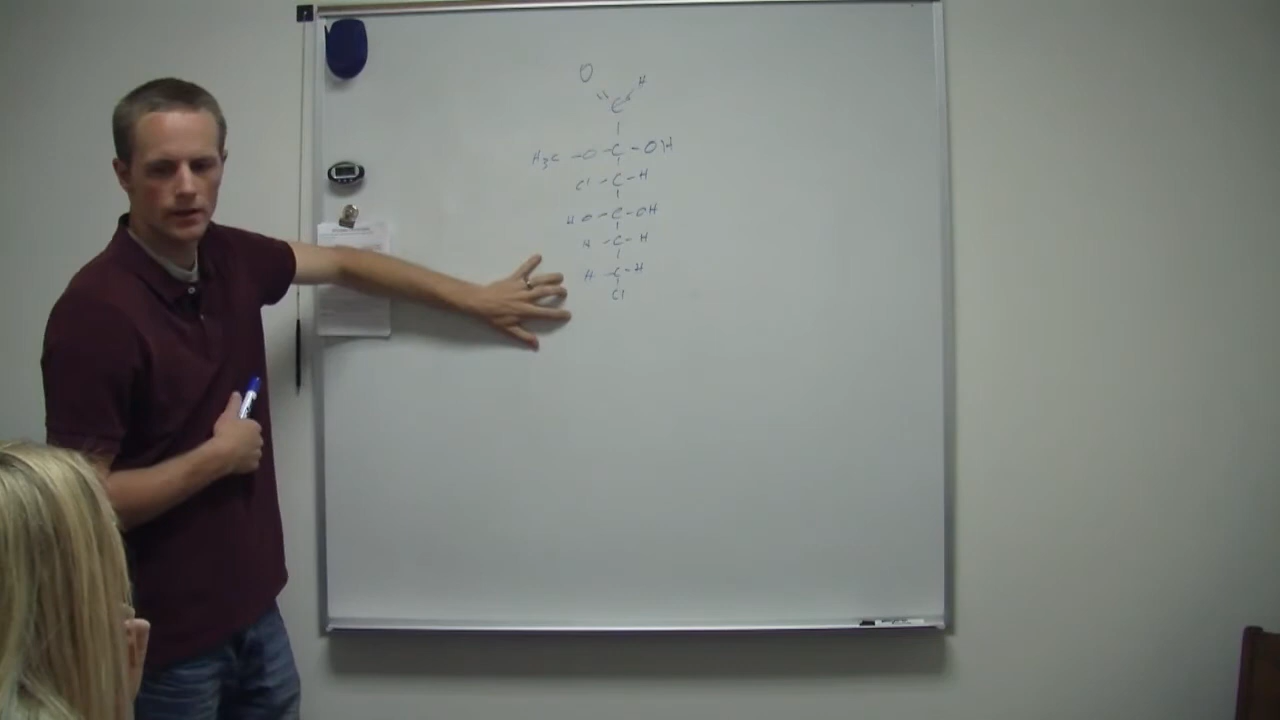 O H
C
H3C - O - C - OH
Cl - C - H
HO - C - OH
H - C - H
H - C - H
Cl